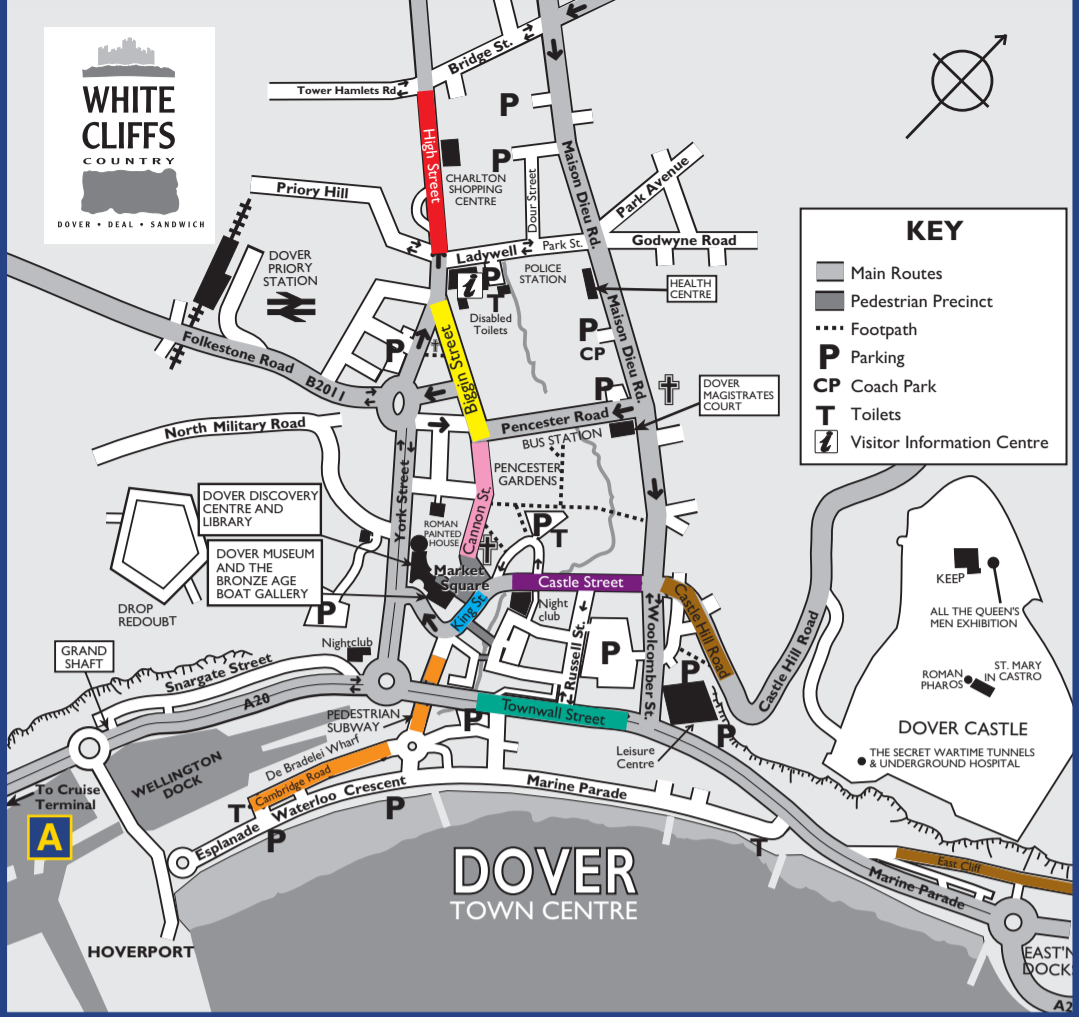 WHITE
CLIFFS
COUNTRY
DOVER • DEAL • SANDWICH
Bridge St.
Tower Hamlets Rd.
P
High Street
P
CHARLTON
SHOPPING
CENTRE
Maison Dieu Rd.
Dour Street
Park Avenue
Priory Hill
Ladywell
Park St.
Godwyne Road
DOVER
PRIORY
STATION
POLICE
STATION
HEALTH
CENTRE
i
P
T
Disabled
Toilets
Maison Dieu Rd.
P
CP
P
P
Biggin Street
Folkestone Road
B2011
DOVER
MAGISTRATES
COURT
Pencester Road
BUS STATION
North Military Road
PENCESTER
GARDENS
York Street
Cannon St.
DOVER DISCOVERY
CENTRE AND
LIBRARY
ROMAN
PAINTED
HOUSE
P
T
DOVER MUSEUM
AND THE
BRONZE AGE
BOAT GALLERY
Market
Square
Castle Street
King St.
Night
club
Russell St.
Woolcomber St.
Castle Hill Road
Castle Hill Road
DROP
REDOUBT
P
GRAND
SHAFT
Nightclub
P
P
Snargate Street
A20
PEDESTRIAN
SUBWAY
P
Townwall Street
P
Leisure
Centre
De Bradelei Wharf
Cambridge Road
WELLINGTON
DOCK
Waterloo Crescent
Marine Parade
To Cruise
Terminal
A
T
P
P
Esplanade
T
HOVERPORT
DOVER
TOWN CENTRE
East Cliff
Marine Parade
EAST'N
DOCK
A2
KEY
Main Routes
Pedestrian Precinct
Footpath
P Parking
CP Coach Park
T Toilets
i Visitor Information Centre
KEEP
ALL THE QUEEN'S
MEN EXHIBITION
ROMAN
PHAROS
ST. MARY
IN CASTRO
DOVER CASTLE
THE SECRET WARTIME TUNNELS
& UNDERGROUND HOSPITAL